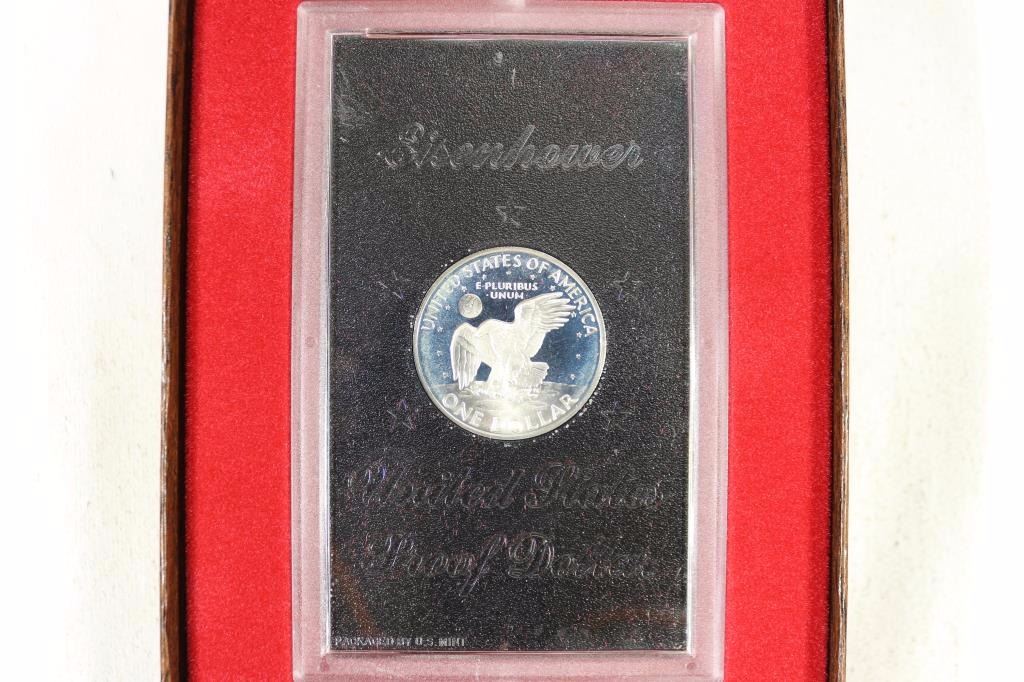 Eisenhower
UNITED STATES OF AMERICA
E·PLURIBUS
·UNUM
ONE DOLLAR
United States
Proof Dollar
PACKAGED BY U.S. MINT